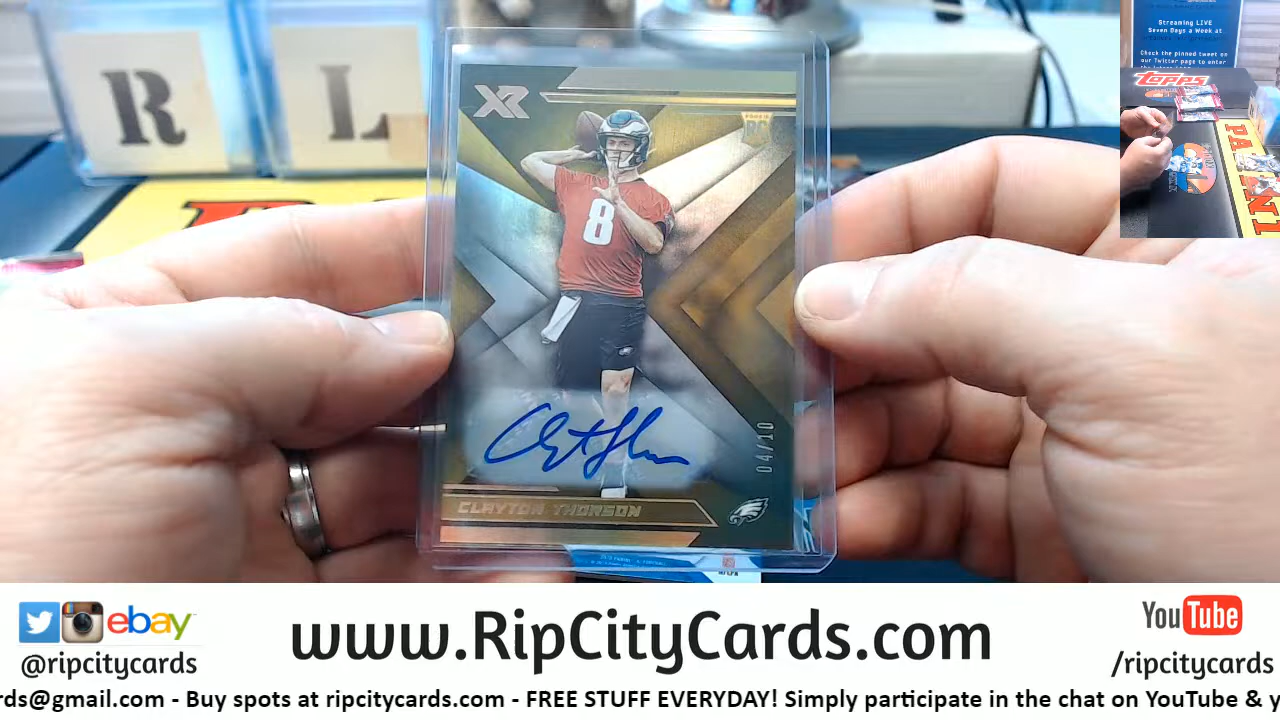 R L
Streaming LIVE
Seven Days a Week at
Check the pinned tweet on
our Twitter page to enter
Topps
PANINI
XR
RC
8
04/10
CLAYTON THORSON
ebay
@ripcitycards
www.RipCityCards.com
YouTube
/ripcitycards
rds@gmail.com - Buy spots at ripcitycards.com - FREE STUFF EVERYDAY! Simply participate in the chat on YouTube & y